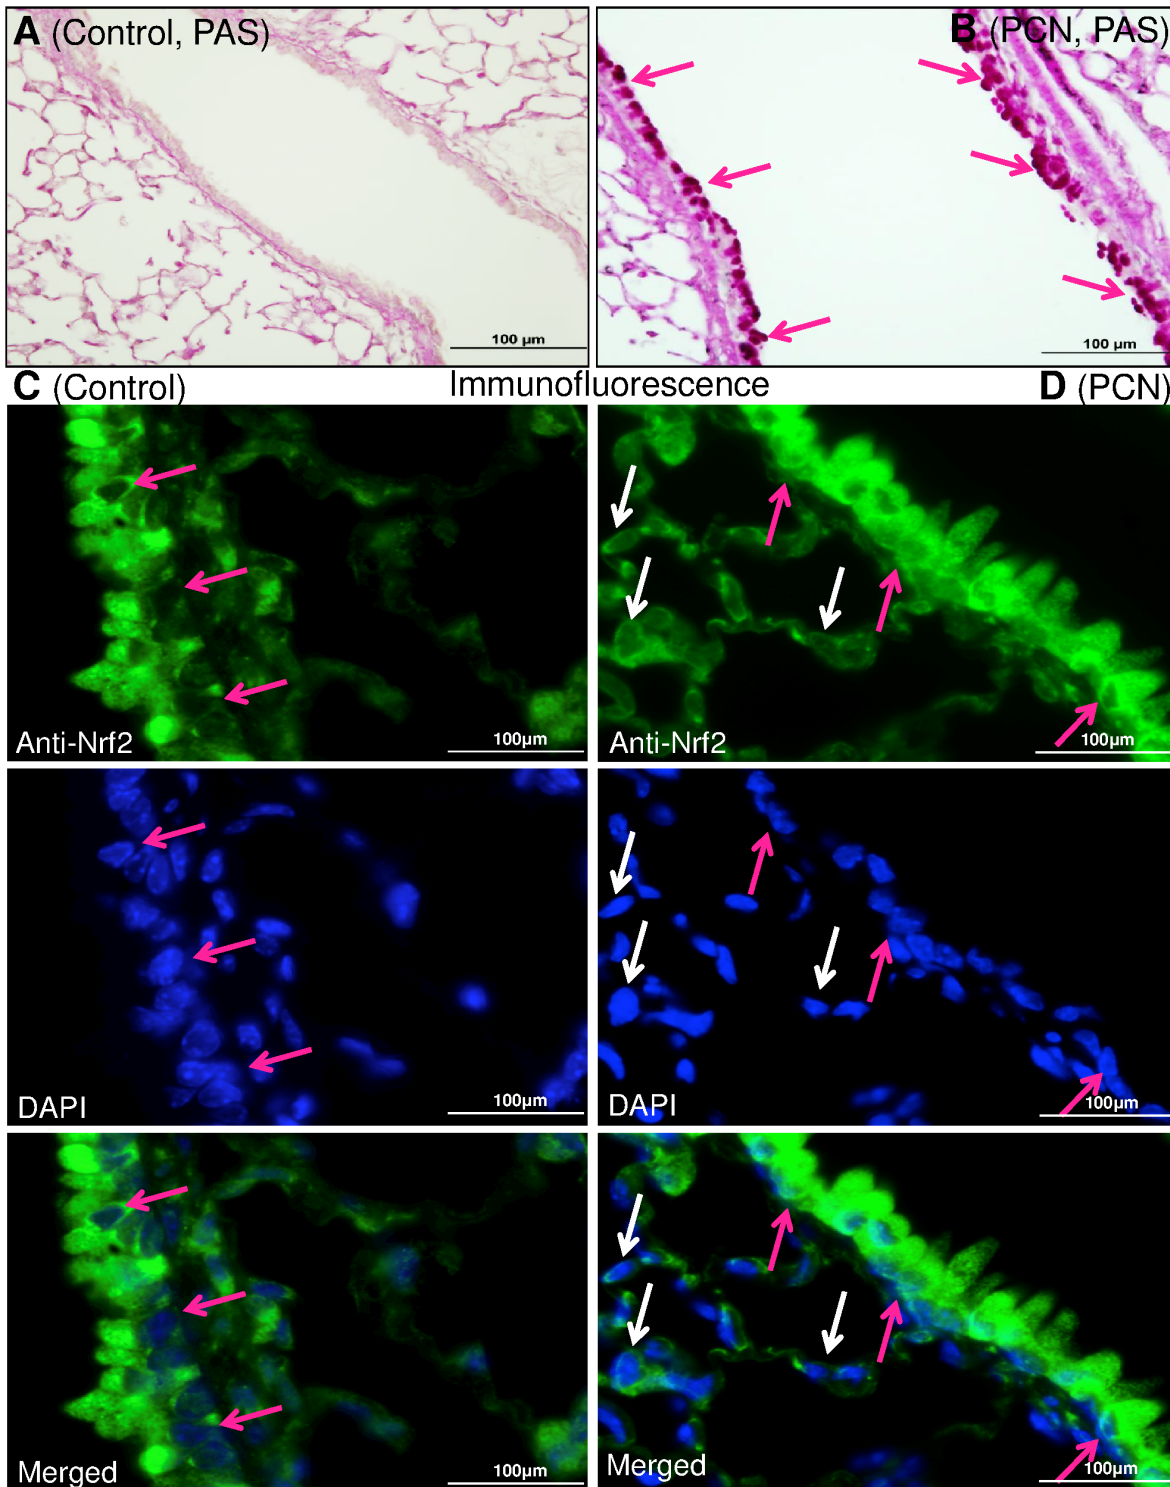 A (Control, PAS)
B (PCN, PAS)
100 µm
100 µm
C (Control)
Immunofluorescence
D (PCN)
Anti-Nrf2
100µm
Anti-Nrf2
100µm
DAPI
100µm
DAPI
100µm
Merged
100µm
Merged
100µm